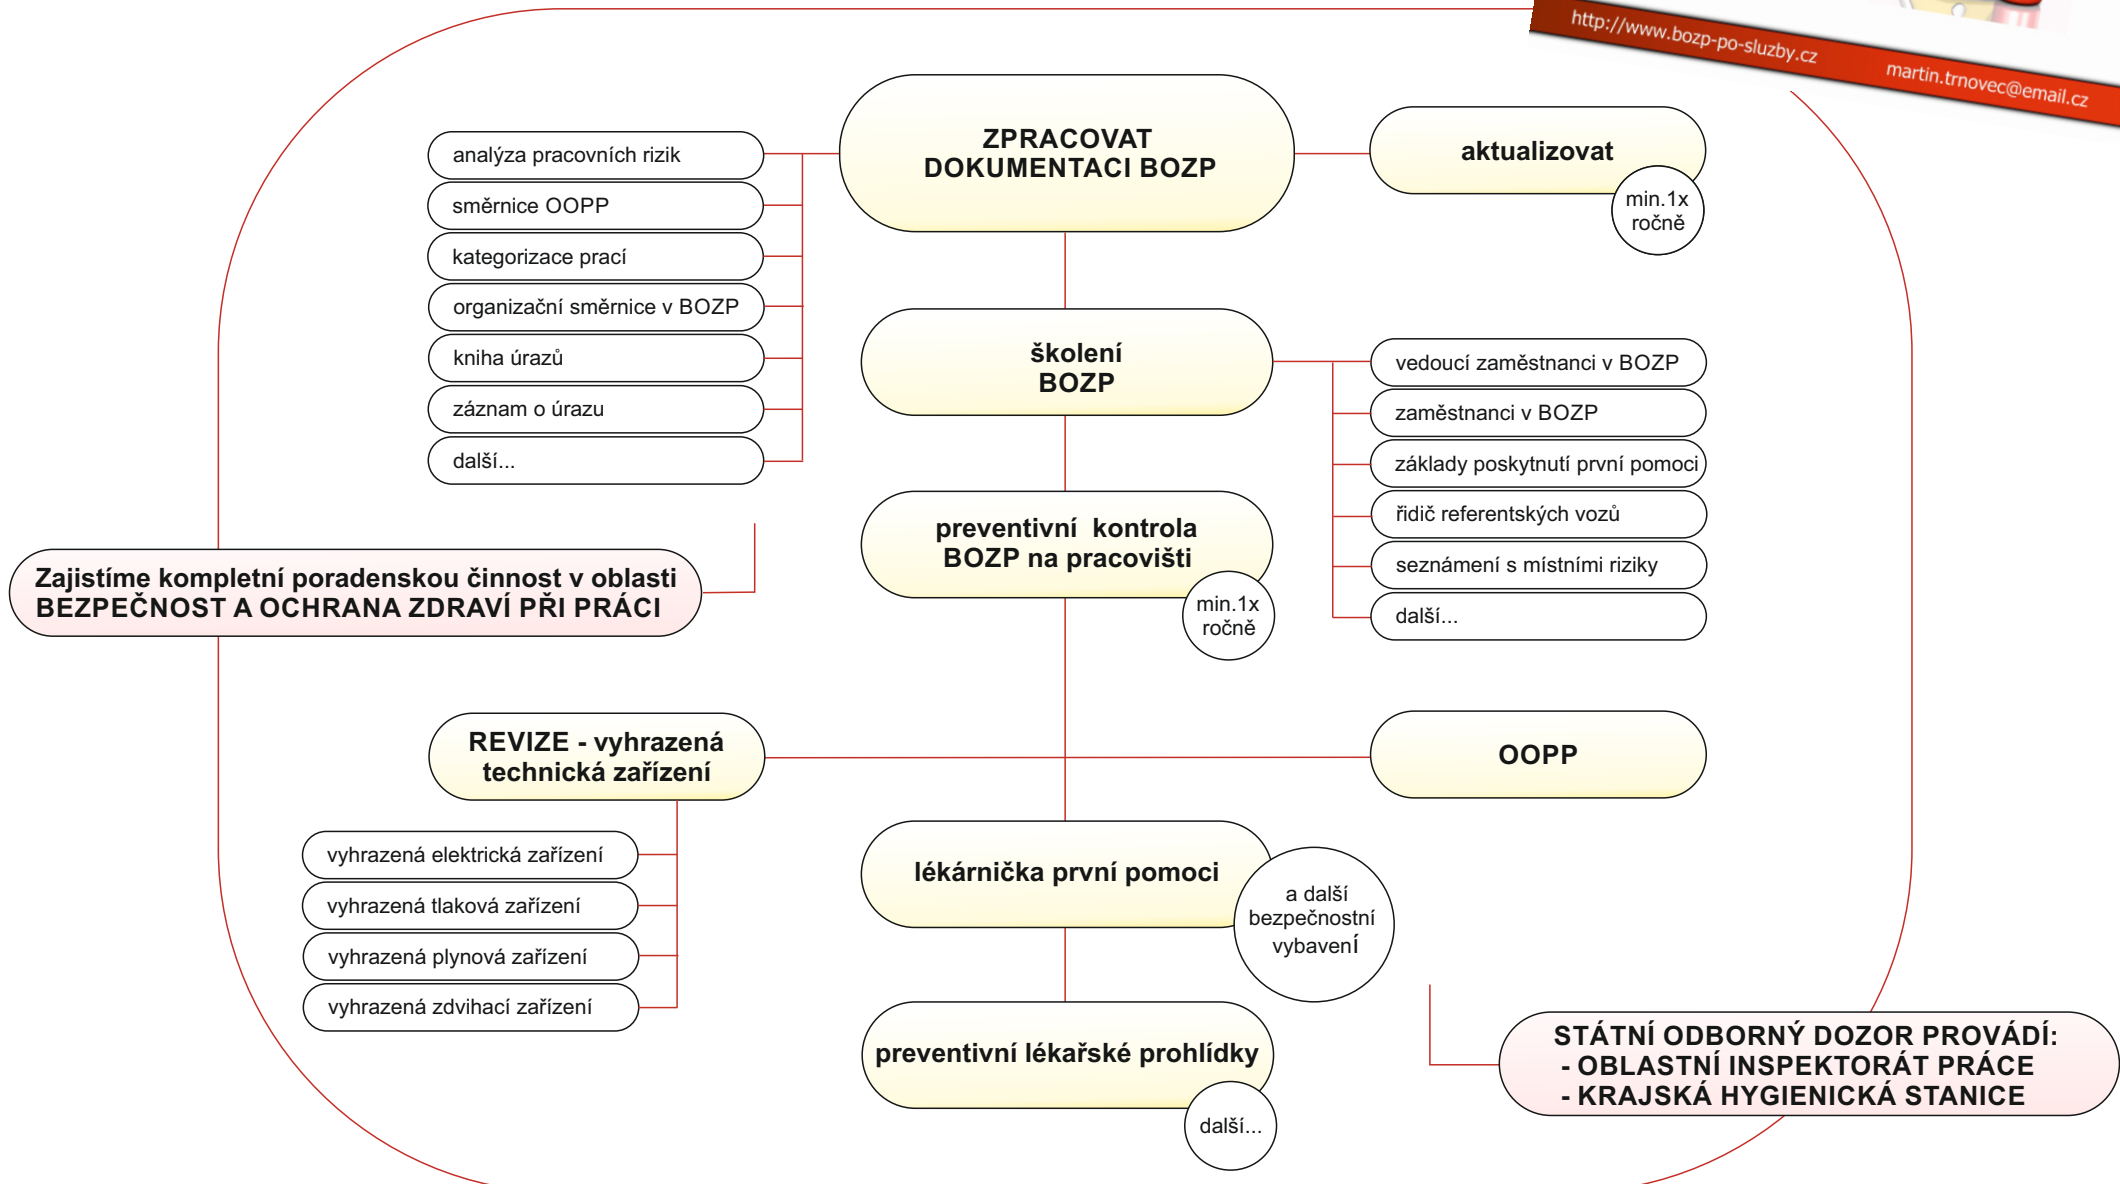 http://www.bozp-po-sluzby.cz
martin.trnovec@email.cz
ZPRACOVAT
DOKUMENTACI BOZP
aktualizovat
min.1x
ročně
analýza pracovních rizik
směrnice OOPP
kategorizace prací
organizační směrnice v BOZP
kniha úrazů
záznam o úrazu
další...
školení
BOZP
vedoucí zaměstnanci v BOZP
zaměstnanci v BOZP
základy poskytnutí první pomoci
řidič referentských vozů
seznámení s místními riziky
další...
preventivní kontrola
BOZP na pracovišti
min.1x
ročně
Zajistíme kompletní poradenskou činnost v oblasti
BEZPEČNOST A OCHRANA ZDRAVÍ PŘI PRÁCI
REVIZE - vyhrazená
technická zařízení
OOPP
vyhrazená elektrická zařízení
vyhrazená tlaková zařízení
vyhrazená plynová zařízení
vyhrazená zdvihací zařízení
lékárnička první pomoci
a další
bezpečnostní
vybavení
preventivní lékařské prohlídky
další...
STÁTNÍ ODBORNÝ DOZOR PROVÁDÍ:
- OBLASTNÍ INSPEKTORÁT PRÁCE
- KRAJSKÁ HYGIENICKÁ STANICE